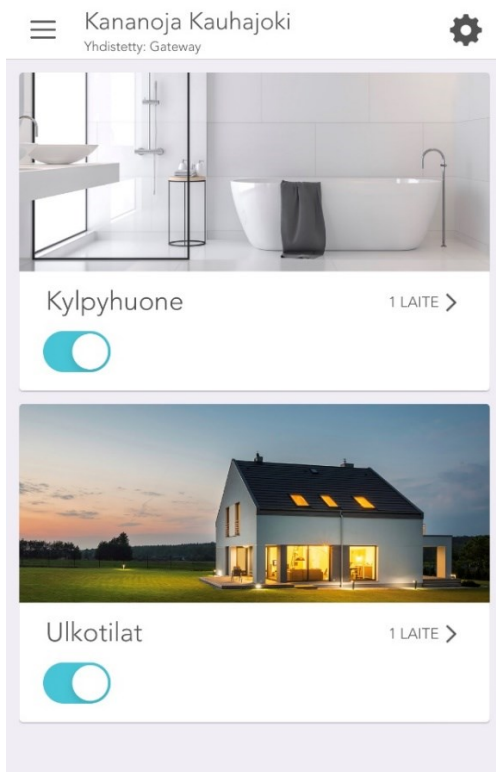 Kananoja Kauhajoki
Yhdistetty: Gateway
Kylpyhuone
1 LAITE
Ulkotilat
1 LAITE